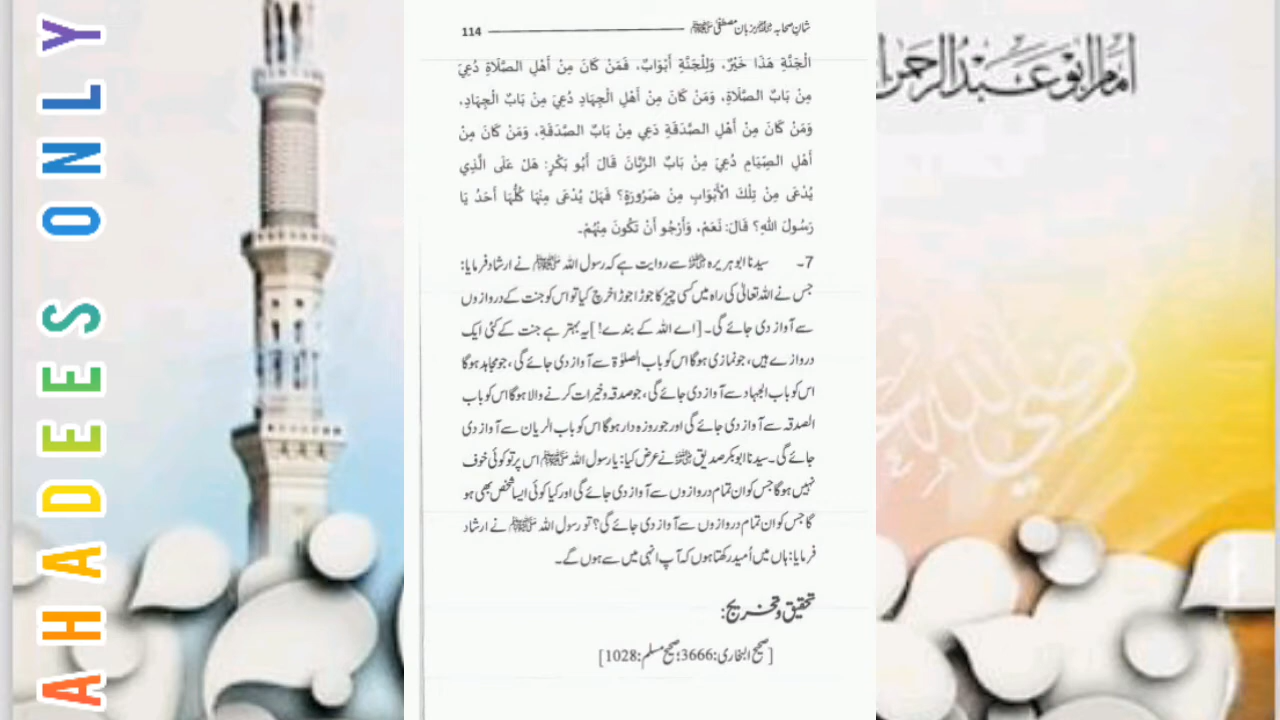 AHADEES ONLY
شانِ صحابہ بزبان مصطفیٰ ﷺ 114
الْجَنَّةِ هَذَا خَيْرٌ، وَلِلْجَنَّةِ أَبْوَابٌ، فَمَنْ كَانَ مِنْ أَهْلِ الصَّلَاةِ دُعِيَ
مِنْ بَابُ الصَّلَاةِ، وَمَنْ كَانَ مِنْ أَهْلِ الْجِهَادِ دُعِيَ مِنْ بَابُ الْجِهَادِ،
وَمَنْ كَانَ مِنْ أَهْلِ الصَّدَقَةِ دَعِي مِنْ بَابُ الصَّدَقَةِ، وَمَنْ كَانَ مِنْ
أَهْلِ الصِّيَامِ دُعِيَ مِنْ بَابُ الرَّيَّانَ قَالَ أَبُو بَكْرٍ: هَلْ عَلَى الَّذِي
يُدْعَى مِنْ تِلْكَ الْأَبْوَابِ مِنْ ضَرُورَةٍ؟ فَهَلْ يُدْعَى مِنْهَا كُلِّهَا أَحَدٌ يَا
رَسُولَ اللهِ؟ قَالَ: نَعَمْ، وَأَرْجُو أَنْ تَكُونَ مِنْهُمْ۔
7۔ سیدنا ابو ہریرہ رضی اللہ عنہ سے روایت ہے کہ رسول اللہ ﷺ نے ارشاد فرمایا:
جس نے اللہ تعالیٰ کی راہ میں کسی چیز کا جوڑا جوڑا خرچ کیا تو اس کو جنت کے دروازوں
سے آواز دی جائے گی۔ [اے اللہ کے بندے!] یہ بہتر ہے جنت کے کئی ایک
دروازے ہیں، جو نمازی ہوگا اس کو باب الصلوٰۃ سے آواز دی جائے گی، جو مجاہد ہوگا
اس کو باب الجہاد سے آواز دی جائے گی، جو صدقہ و خیرات کرنے والا ہوگا اس کو باب
الصدقہ سے آواز دی جائے گی اور جو روزہ دار ہوگا اس کو باب الریان سے آواز دی
جائے گی۔ سیدنا ابو بکر صدیق رضی اللہ عنہ نے عرض کیا: یا رسول اللہ ﷺ اس پر تو کوئی خوف
نہیں ہوگا جس کو ان تمام دروازوں سے آواز دی جائے گی اور کیا کوئی ایسا شخص بھی ہو
گا جس کو ان تمام دروازوں سے آواز دی جائے گی؟ تو رسول اللہ ﷺ نے ارشاد
فرمایا: ہاں میں اُمید رکھتا ہوں کہ آپ انہی میں سے ہوں گے۔
تحقیق و تخریج:
[صحیح البخاری: 3666؛ صحیح مسلم: 1028]
امام ابو عبد الرحمن